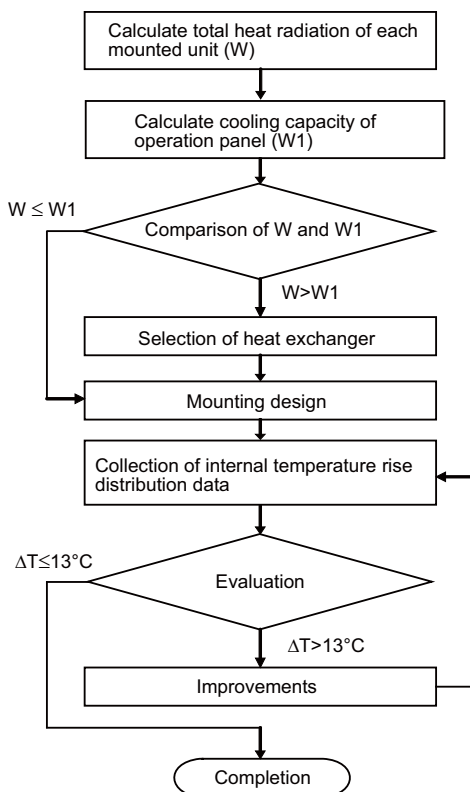 Calculate total heat radiation of each
mounted unit (W)
Calculate cooling capacity of
operation panel (W1)
W ≤ W1
Comparison of W and W1
W>W1
Selection of heat exchanger
Mounting design
Collection of internal temperature rise
distribution data
ΔT≤13°C
Evaluation
ΔT>13°C
Improvements
Completion